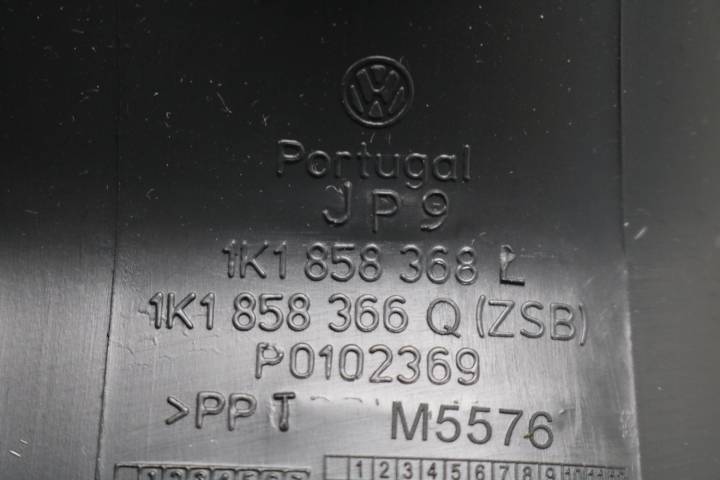 Portugal
JP9
1K1 858 368 L
1K1 858 366 Q (ZSB)
P0102369
>PP T M5576
1 2 3 4 5 6 7 8 9